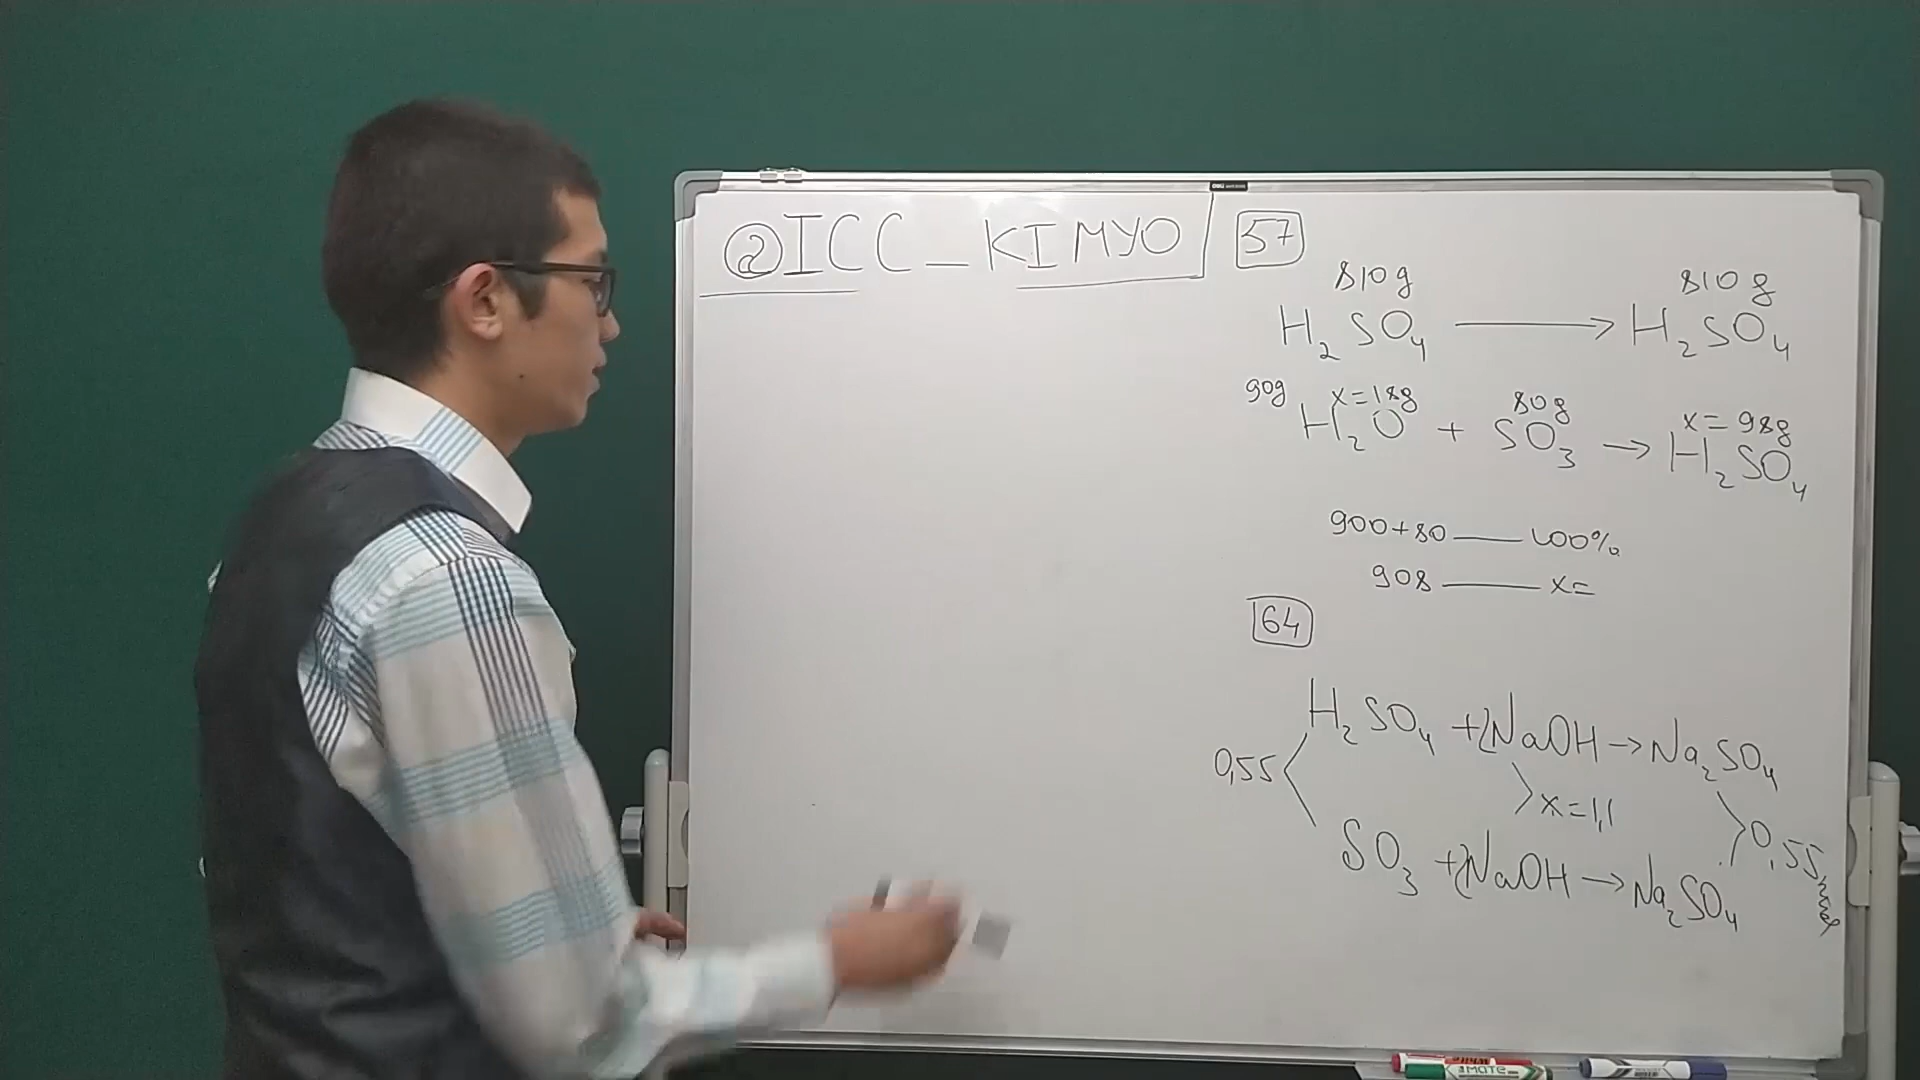 @ICC_KIMYO
57
810g 810g
H₂SO₄ → H₂SO₄
90g x=18g 80g x=98g
H₂O + SO₃ → H₂SO₄
900+80 — 100%
908 — x=
64
H₂SO₄ +2NaOH → Na₂SO₄
0,55 x=1,1 0,55
SO₃ +2NaOH → Na₂SO₄